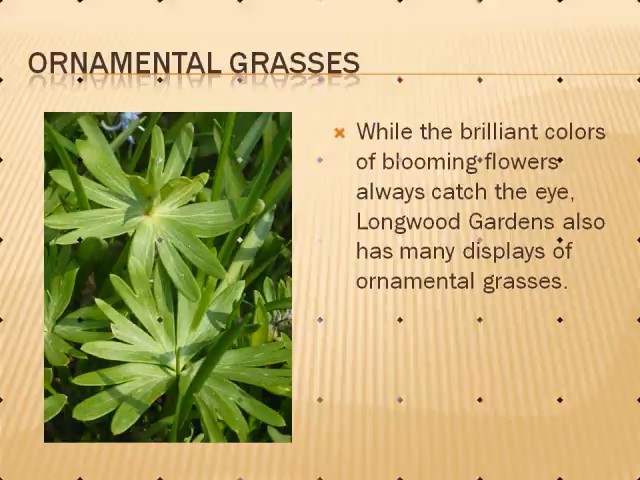 ORNAMENTAL GRASSES
While the brilliant colors
of blooming flowers
always catch the eye,
Longwood Gardens also
has many displays of
ornamental grasses.